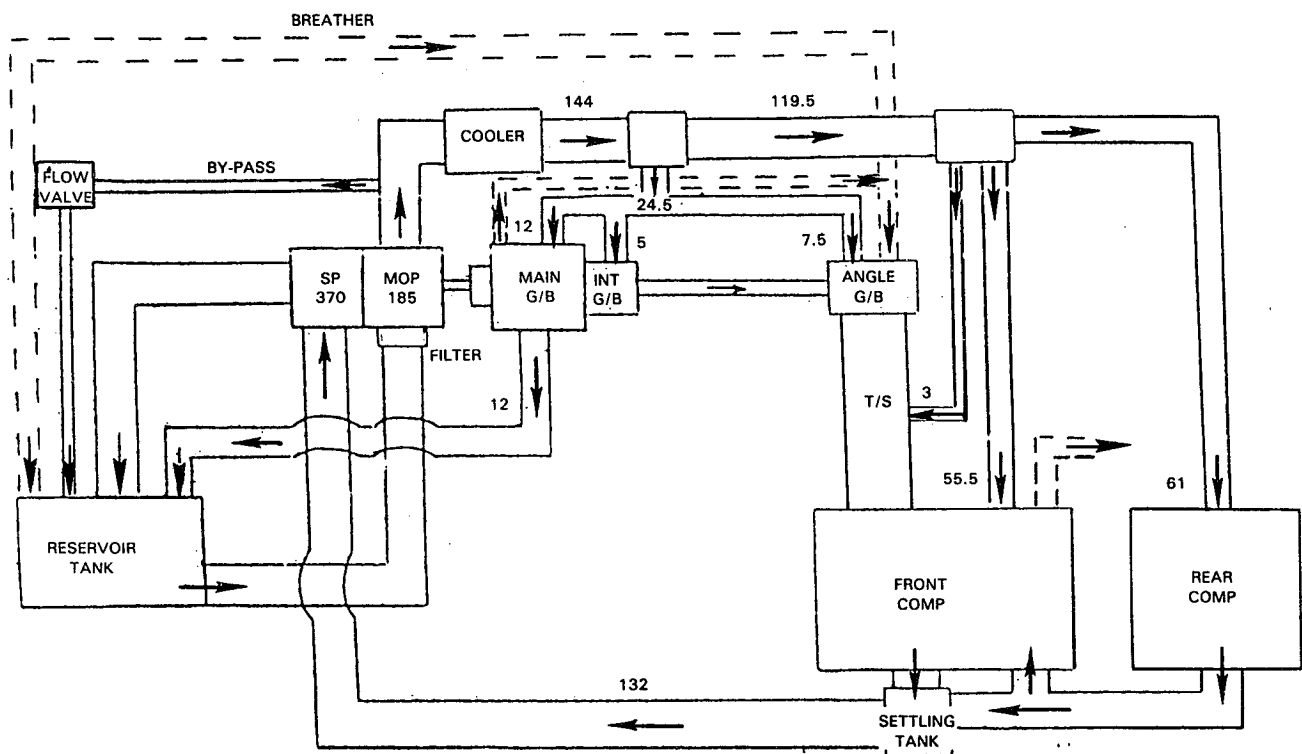 BREATHER
144
119.5
COOLER
BY-PASS
FLOW
VALVE
24.5
12
5
7.5
SP
370
MOP
185
MAIN
G/B
INT
G/B
ANGLE
G/B
FILTER
T/S
3
12
55.5
61
RESERVOIR
TANK
FRONT
COMP
REAR
COMP
132
SETTLING
TANK